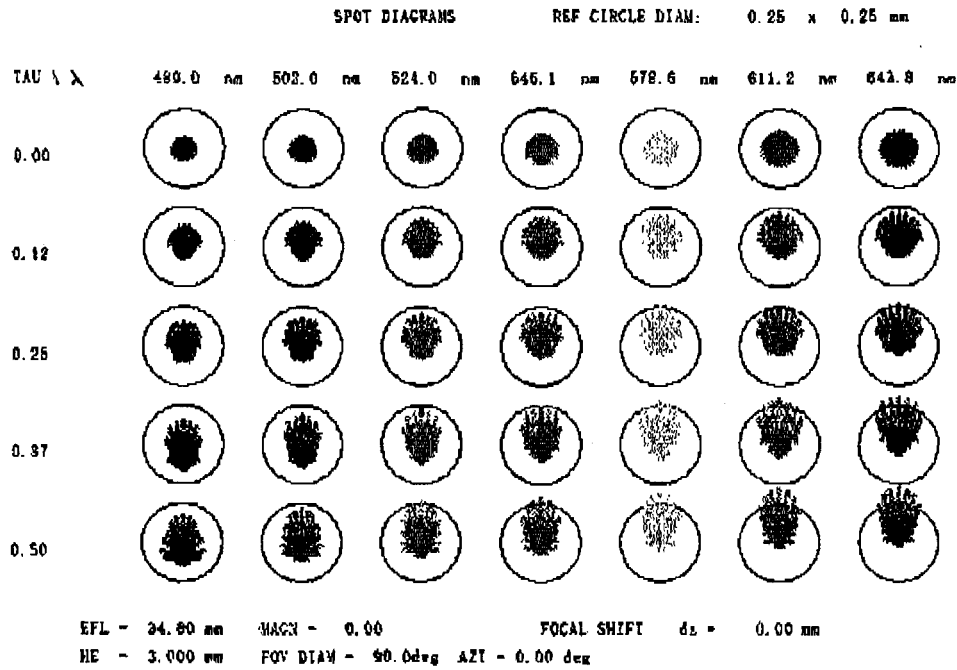 SPOT DIAGRAMS REF CIRCLE DIAM: 0.25 x 0.25 mm
TAU \ λ 480.0 nm 503.0 nm 524.0 nm 546.1 nm 578.6 nm 611.2 nm 643.8 nm
0.00
0.12
0.25
0.37
0.50
EFL = 34.80 mm MAGN = 0.00 FOCAL SHIFT dz = 0.00 mm
HE = 3.000 mm FOV DIAM = 90.0deg AZI = 0.00 deg